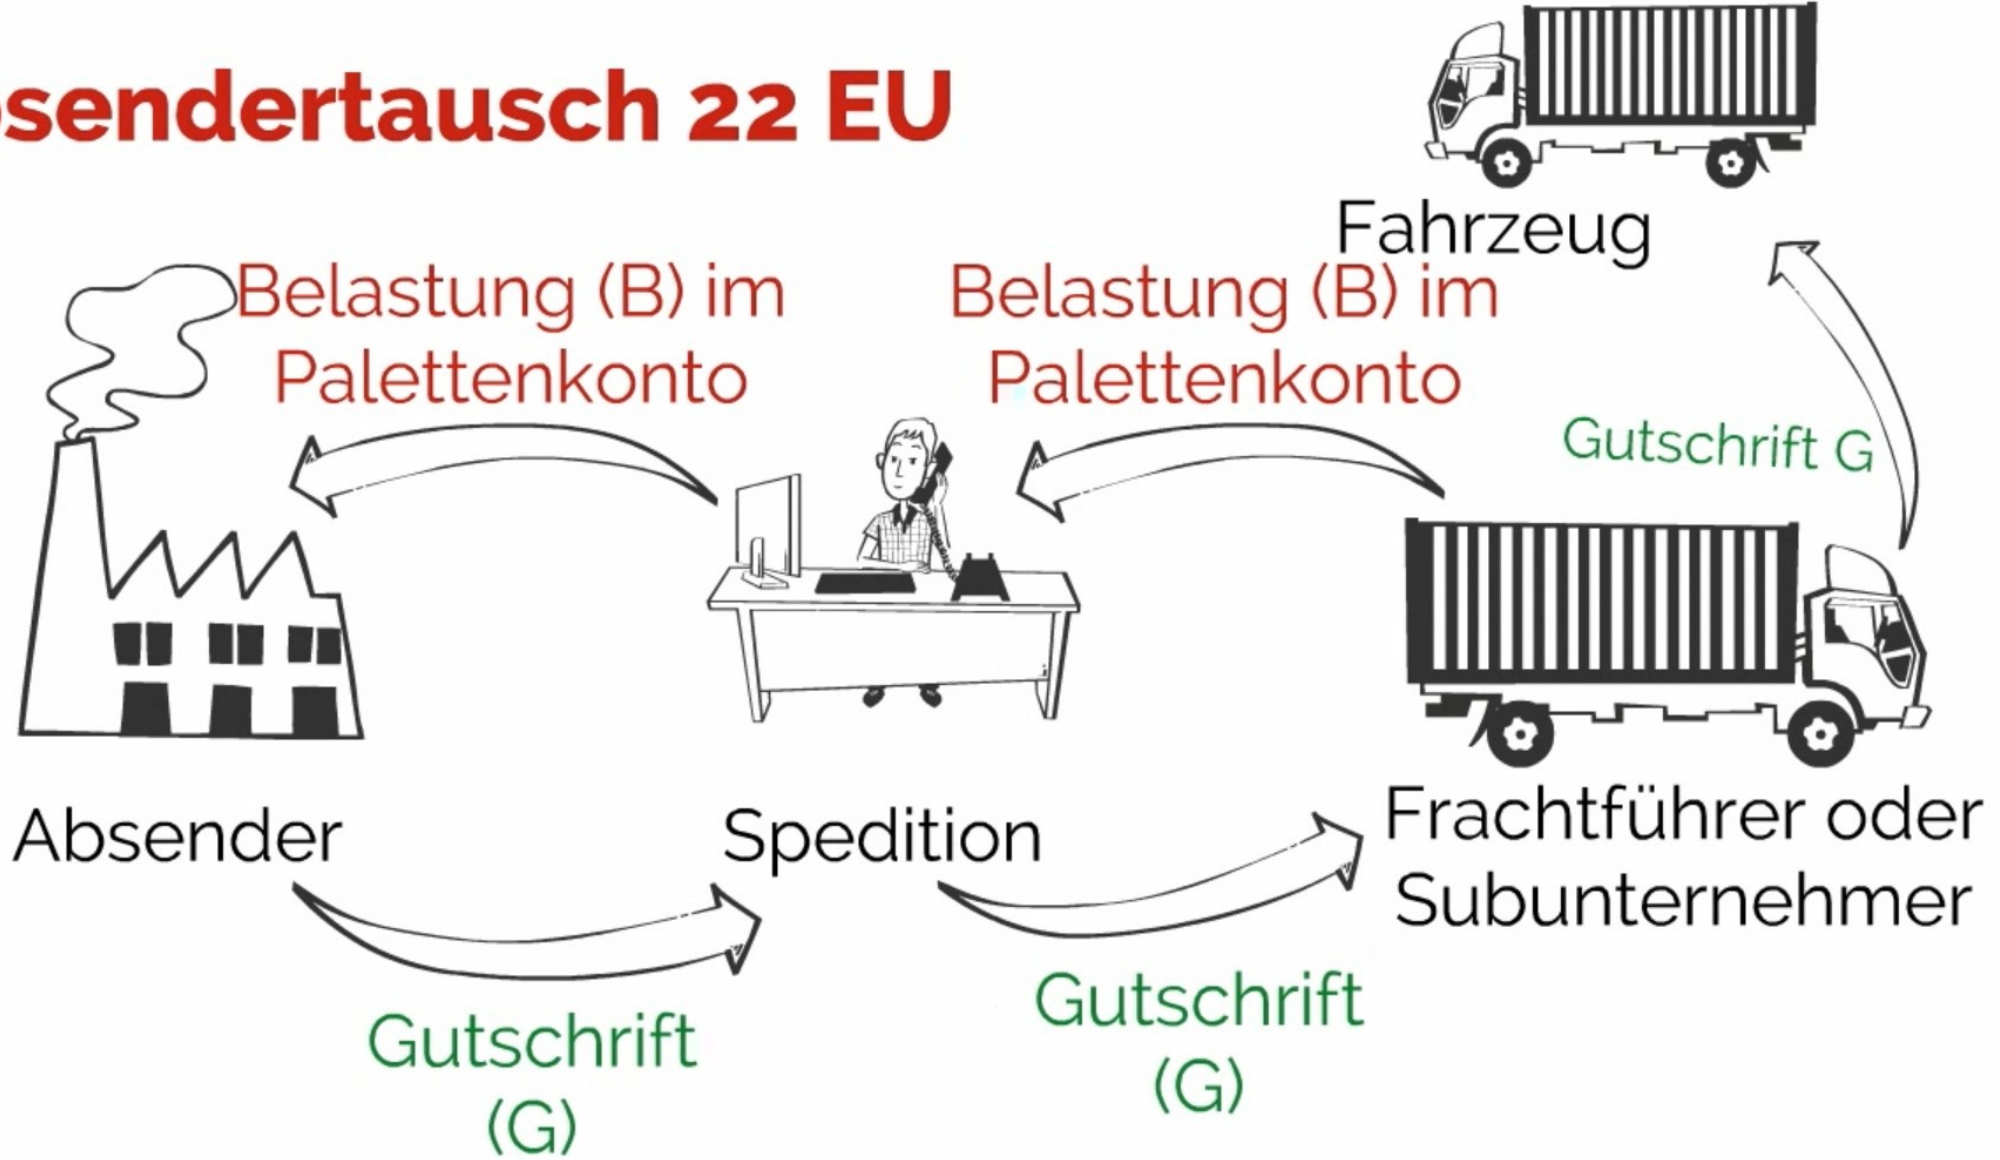 sendertausch 22 EU
Fahrzeug
Belastung (B) im
Palettenkonto
Belastung (B) im
Palettenkonto
Gutschrift G
Absender
Spedition
Frachtführer oder
Subunternehmer
Gutschrift
(G)
Gutschrift
(G)